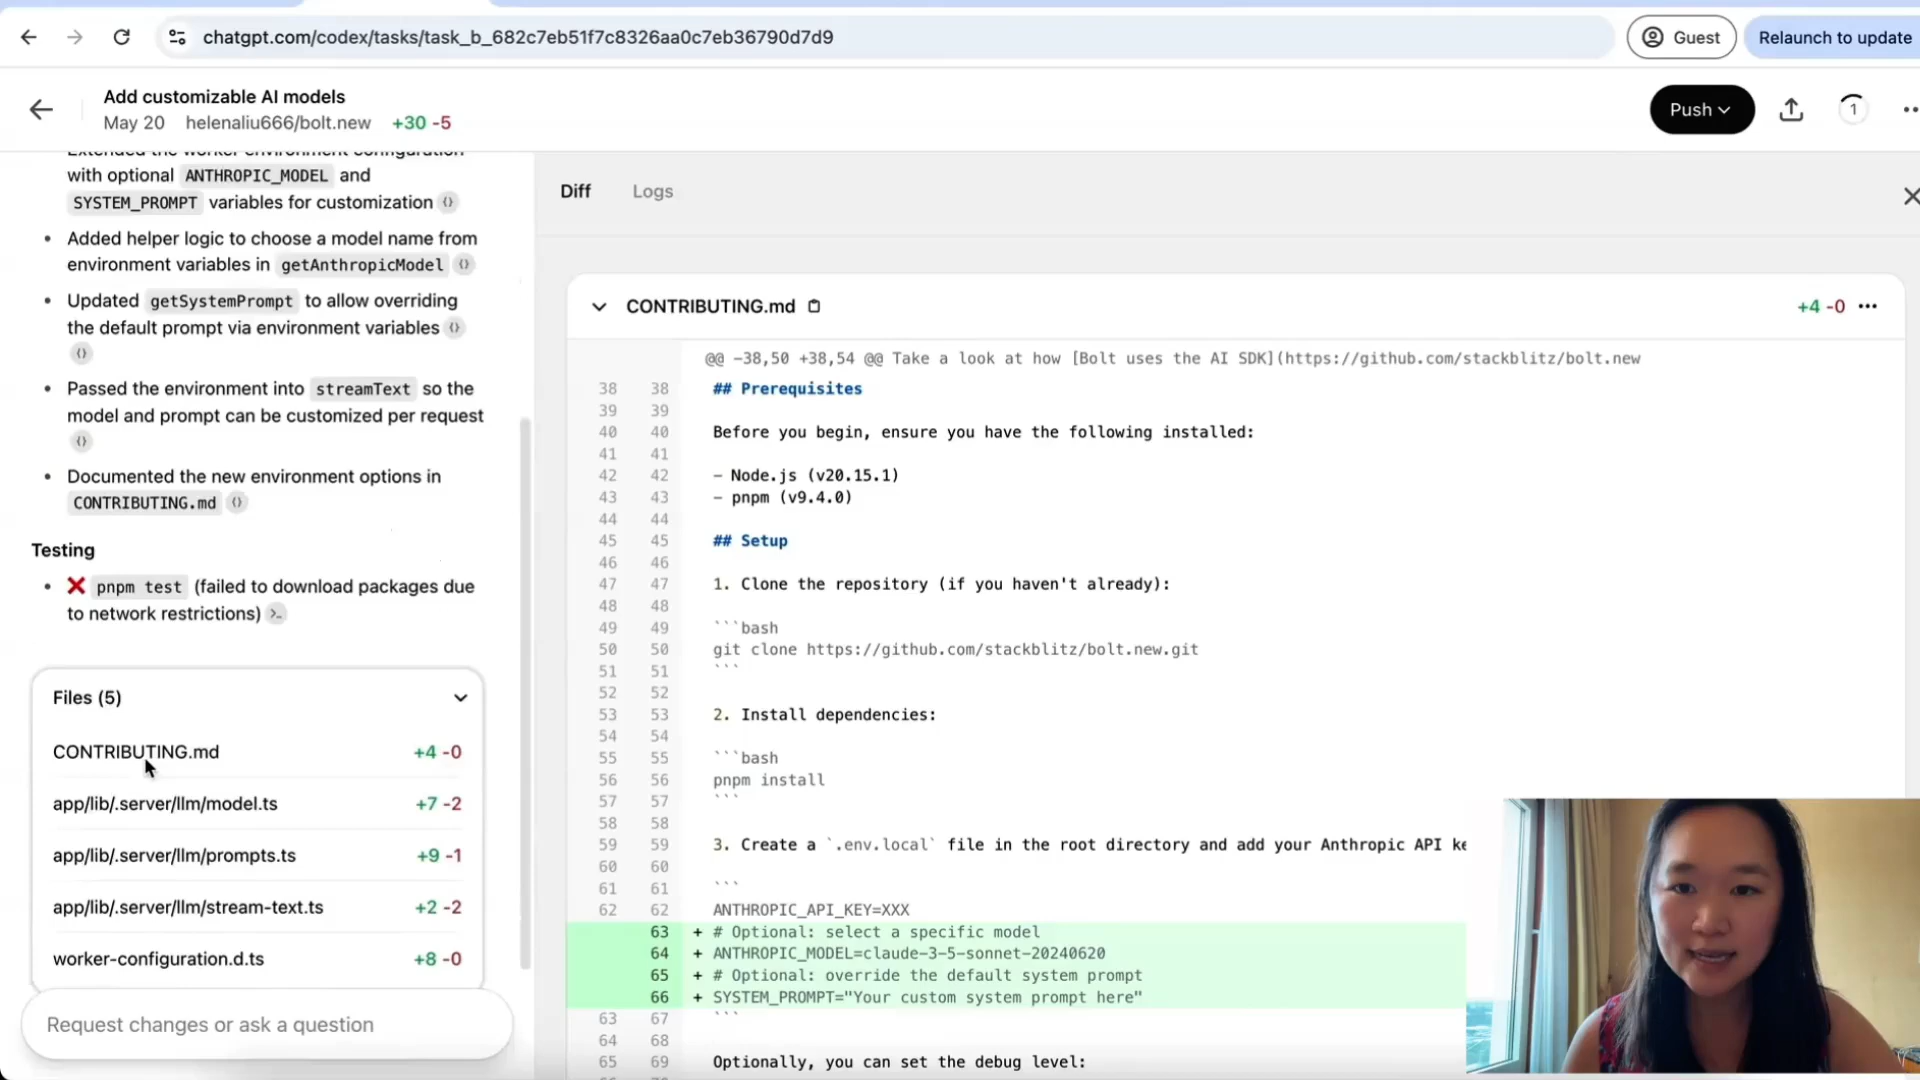 chatgpt.com/codex/tasks/task_b_682c7eb51f7c8326aa0c7eb36790d7d9
Guest
Relaunch to update
Add customizable AI models
May 20 helenaliu666/bolt.new +30 -5
Push
1
Extended the worker environment configuration
with optional ANTHROPIC_MODEL and
SYSTEM_PROMPT variables for customization
• Added helper logic to choose a model name from
environment variables in getAnthropicModel
• Updated getSystemPrompt to allow overriding
the default prompt via environment variables
• Passed the environment into streamText so the
model and prompt can be customized per request
• Documented the new environment options in
CONTRIBUTING.md
Testing
• ❌ pnpm test (failed to download packages due
to network restrictions)
Files (5)
CONTRIBUTING.md +4 -0
app/lib/.server/llm/model.ts +7 -2
app/lib/.server/llm/prompts.ts +9 -1
app/lib/.server/llm/stream-text.ts +2 -2
worker-configuration.d.ts +8 -0
Request changes or ask a question
Diff Logs
CONTRIBUTING.md +4 -0
@@ -38,50 +38,54 @@ Take a look at how [Bolt uses the AI SDK](https://github.com/stackblitz/bolt.new
38 38 ## Prerequisites
39 39
40 40 Before you begin, ensure you have the following installed:
41 41
42 42 - Node.js (v20.15.1)
43 43 - pnpm (v9.4.0)
44 44
45 45 ## Setup
46 46
47 47 1. Clone the repository (if you haven't already):
48 48
49 49 ```bash
50 50 git clone https://github.com/stackblitz/bolt.new.git
51 51 ```
52 52
53 53 2. Install dependencies:
54 54
55 55 ```bash
56 56 pnpm install
57 57 ```
58 58
59 59 3. Create a `.env.local` file in the root directory and add your Anthropic API ke
60 60
61 61 ```
62 62 ANTHROPIC_API_KEY=XXX
63 + # Optional: select a specific model
64 + ANTHROPIC_MODEL=claude-3-5-sonnet-20240620
65 + # Optional: override the default system prompt
66 + SYSTEM_PROMPT="Your custom system prompt here"
63 67 ```
64 68
65 69 Optionally, you can set the debug level: